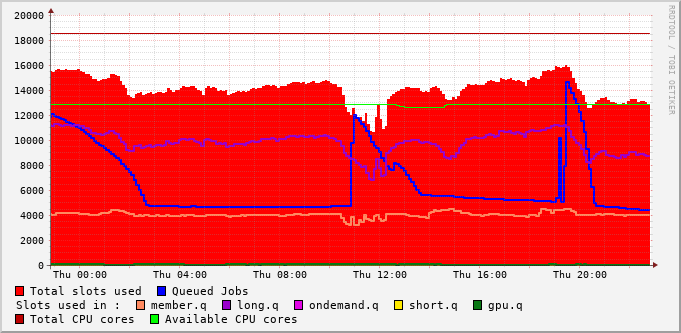 RRDTOOL / TOBI OETIKER
20000
18000
16000
14000
12000
10000
8000
6000
4000
2000
0
Thu 00:00 Thu 04:00 Thu 08:00 Thu 12:00 Thu 16:00 Thu 20:00
Total slots used Queued Jobs
Slots used in : member.q long.q ondemand.q short.q gpu.q
Total CPU cores Available CPU cores